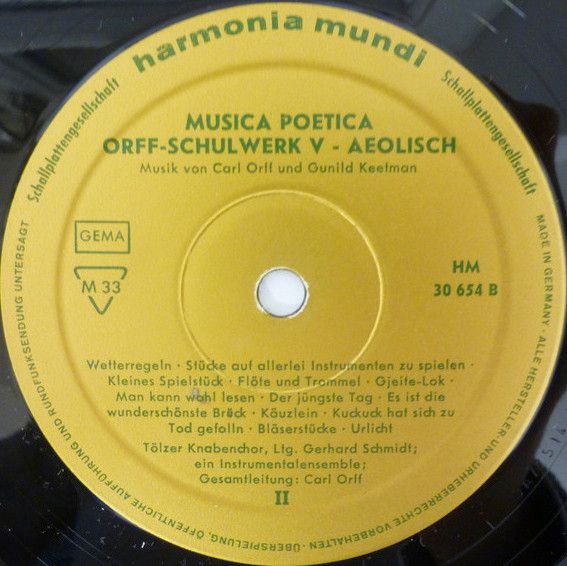 harmonia mundi
Schallplattengesellschaft
Schallplattengesellschaft
MUSICA POETICA
ORFF-SCHULWERK V - AEOLISCH
Musik von Carl Orff und Gunild Keetman
GEMA
M 33
HM
30 654 B
Wetterregeln · Stücke auf allerlei Instrumenten zu spielen ·
Kleines Spielstück · Flöte und Trommel · Gjeite-Lok ·
Man kann wohl lesen · Der jüngste Tag · Es ist die
wunderschönste Brück · Käuzlein · Kuckuck hat sich zu
Tod gefolln · Bläserstücke · Urlicht
Tölzer Knabenchor, Ltg. Gerhard Schmidt;
ein Instrumentalensemble;
Gesamtleitung: Carl Orff
II
MADE IN GERMANY · ALLE HERSTELLER- UND URHEBERRECHTE VORBEHALTEN · ÜBERSPIELUNG, ÖFFENTLICHE AUFFÜHRUNG UND RUNDFUNKSENDUNG UNTERSAGT